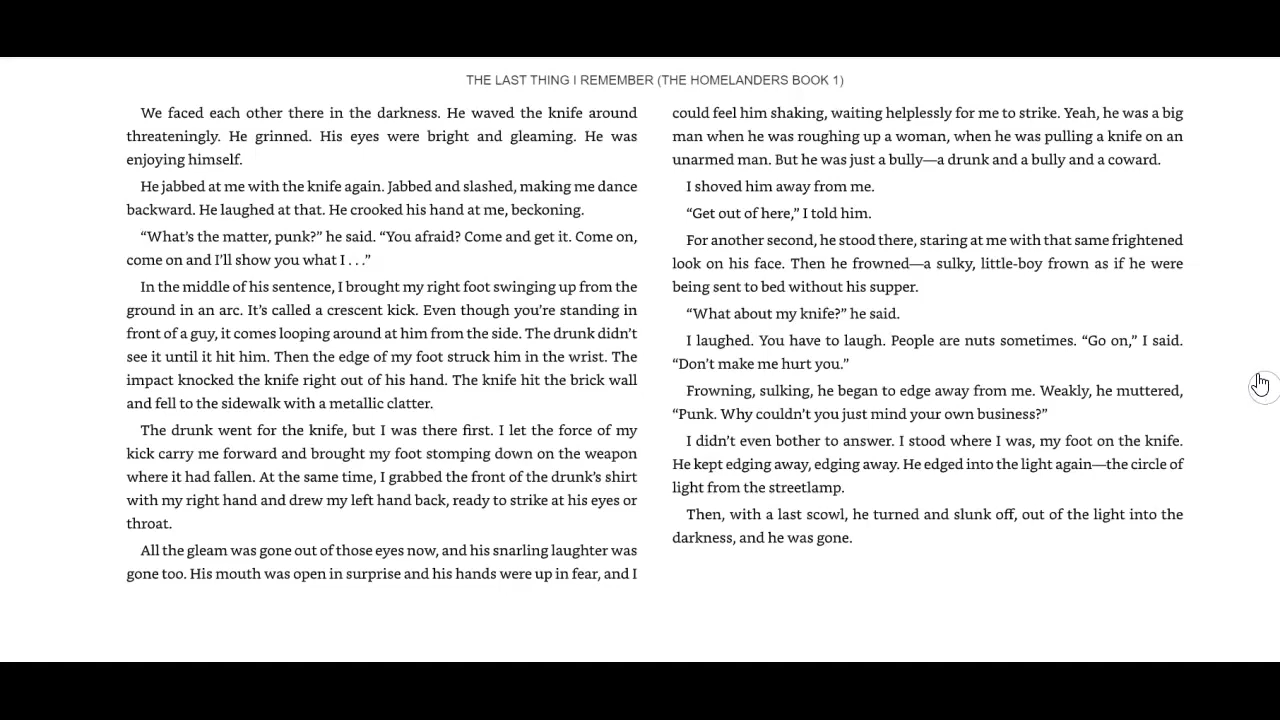 THE LAST THING I REMEMBER (THE HOMELANDERS BOOK 1)
We faced each other there in the darkness. He waved the knife around
threateningly. He grinned. His eyes were bright and gleaming. He was
enjoying himself.
He jabbed at me with the knife again. Jabbed and slashed, making me dance
backward. He laughed at that. He crooked his hand at me, beckoning.
“What’s the matter, punk?” he said. “You afraid? Come and get it. Come on,
come on and I’ll show you what I . . .”
In the middle of his sentence, I brought my right foot swinging up from the
ground in an arc. It’s called a crescent kick. Even though you’re standing in
front of a guy, it comes looping around at him from the side. The drunk didn’t
see it until it hit him. Then the edge of my foot struck him in the wrist. The
impact knocked the knife right out of his hand. The knife hit the brick wall
and fell to the sidewalk with a metallic clatter.
The drunk went for the knife, but I was there first. I let the force of my
kick carry me forward and brought my foot stomping down on the weapon
where it had fallen. At the same time, I grabbed the front of the drunk’s shirt
with my right hand and drew my left hand back, ready to strike at his eyes or
throat.
All the gleam was gone out of those eyes now, and his snarling laughter was
gone too. His mouth was open in surprise and his hands were up in fear, and I
could feel him shaking, waiting helplessly for me to strike. Yeah, he was a big
man when he was roughing up a woman, when he was pulling a knife on an
unarmed man. But he was just a bully—a drunk and a bully and a coward.
I shoved him away from me.
“Get out of here,” I told him.
For another second, he stood there, staring at me with that same frightened
look on his face. Then he frowned—a sulky, little-boy frown as if he were
being sent to bed without his supper.
“What about my knife?” he said.
I laughed. You have to laugh. People are nuts sometimes. “Go on,” I said.
“Don’t make me hurt you.”
Frowning, sulking, he began to edge away from me. Weakly, he muttered,
“Punk. Why couldn’t you just mind your own business?”
I didn’t even bother to answer. I stood where I was, my foot on the knife.
He kept edging away, edging away. He edged into the light again—the circle of
light from the streetlamp.
Then, with a last scowl, he turned and slunk off, out of the light into the
darkness, and he was gone.